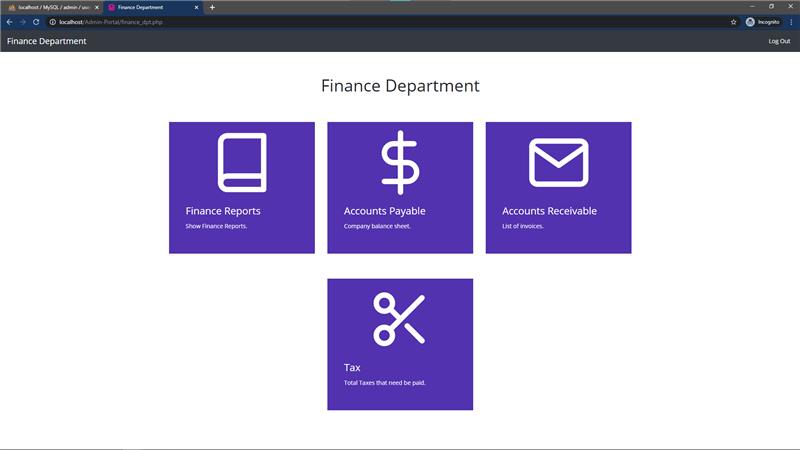 localhost / MySQL / admin / use
Finance Department
localhost/Admin-Portal/finance_dpt.php
Incognito
Finance Department
Log Out
Finance Department
Finance Reports
Show Finance Reports.
Accounts Payable
Company balance sheet.
Accounts Receivable
List of invoices.
Tax
Total Taxes that need be paid.